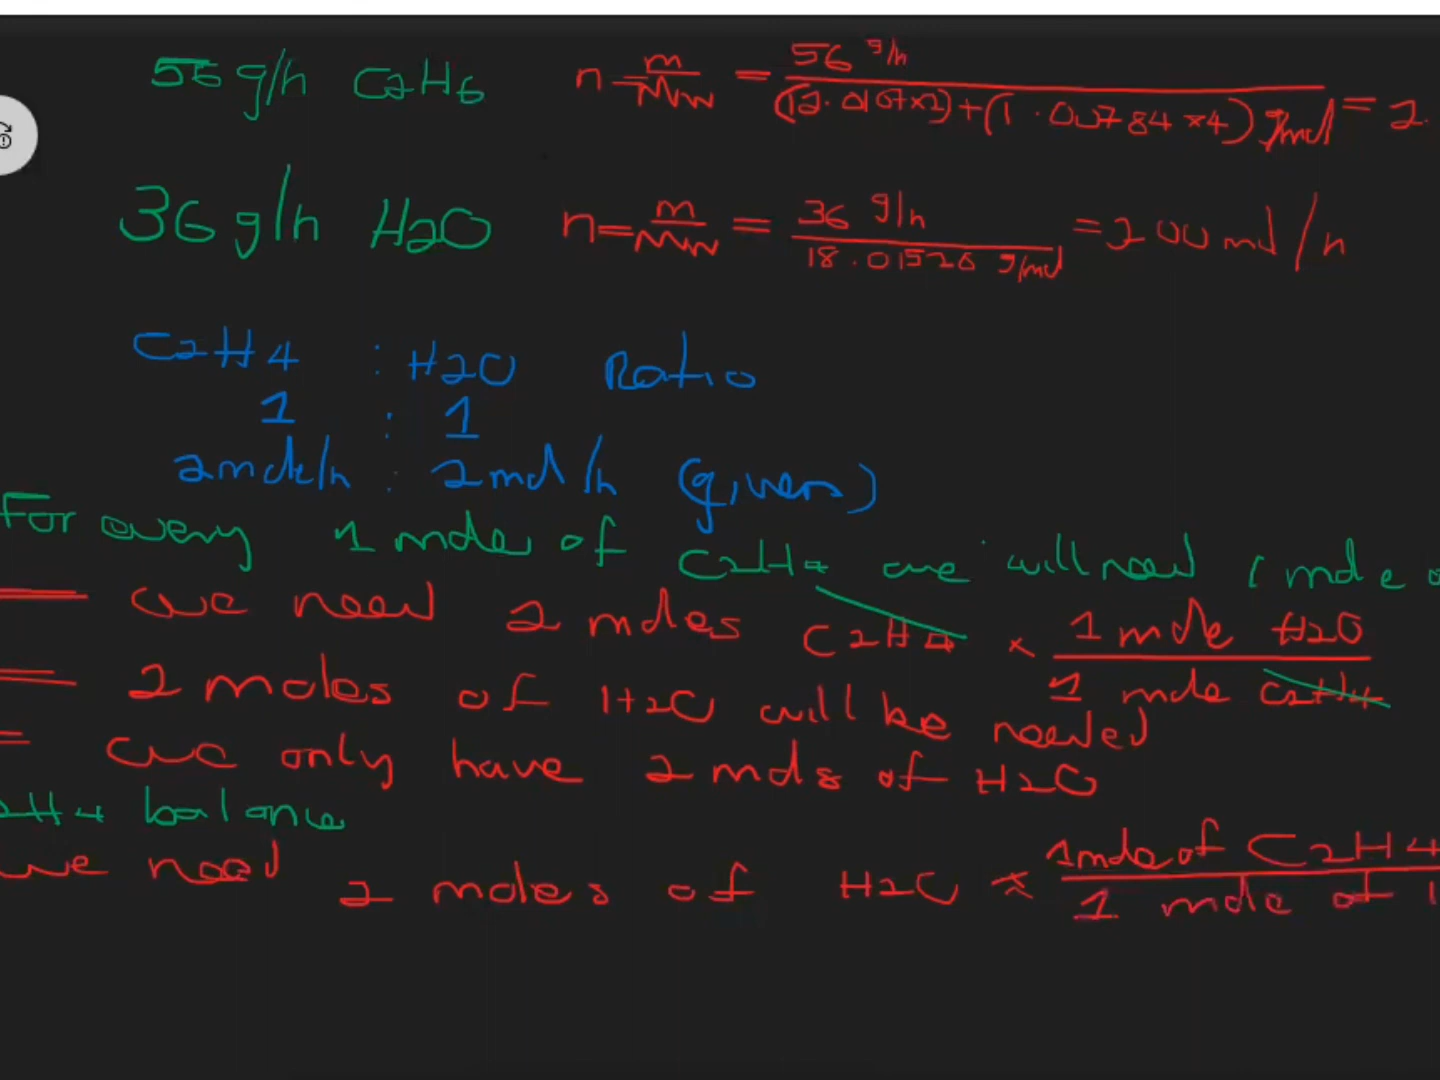 56 g/h C2H6 n = m/Mw = 56 g/h / (12.0107×2)+(1.00784×4) g/mol = 2.
36 g/h H2O n = m/Mw = 36 g/h / 18.01528 g/mol = 2.00 mol/h
C2H4 : H2O Ratio
1 : 1
2mole/h : 2mol/h (given)
For every 1 mole of C2H4 we will need 1 mole
we need 2 moles C2H4 × 1 mole H2O / 1 mole C2H4
= 2 moles of H2O will be needed
= we only have 2 mols of H2O
2H4 balance
we need 2 moles of H2O × 1mole of C2H4 / 1 mole of